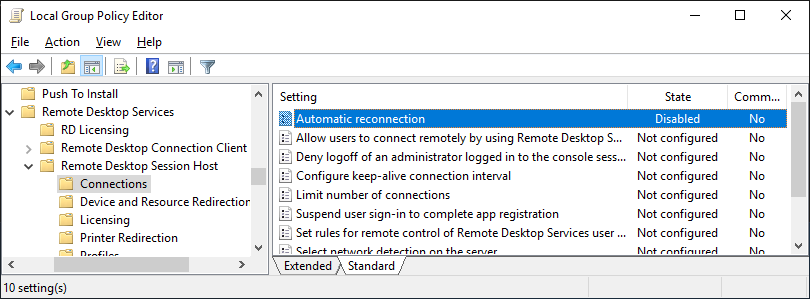 Local Group Policy Editor
File Action View Help
Push To Install
Remote Desktop Services
RD Licensing
Remote Desktop Connection Client
Remote Desktop Session Host
Connections
Device and Resource Redirection
Licensing
Printer Redirection
Profiles
Setting State Comm...
Automatic reconnection Disabled No
Allow users to connect remotely by using Remote Desktop S... Not configured No
Deny logoff of an administrator logged in to the console sess... Not configured No
Configure keep-alive connection interval Not configured No
Limit number of connections Not configured No
Suspend user sign-in to complete app registration Not configured No
Set rules for remote control of Remote Desktop Services user ... Not configured No
Select network detection on the server Not configured No
Extended Standard
10 setting(s)